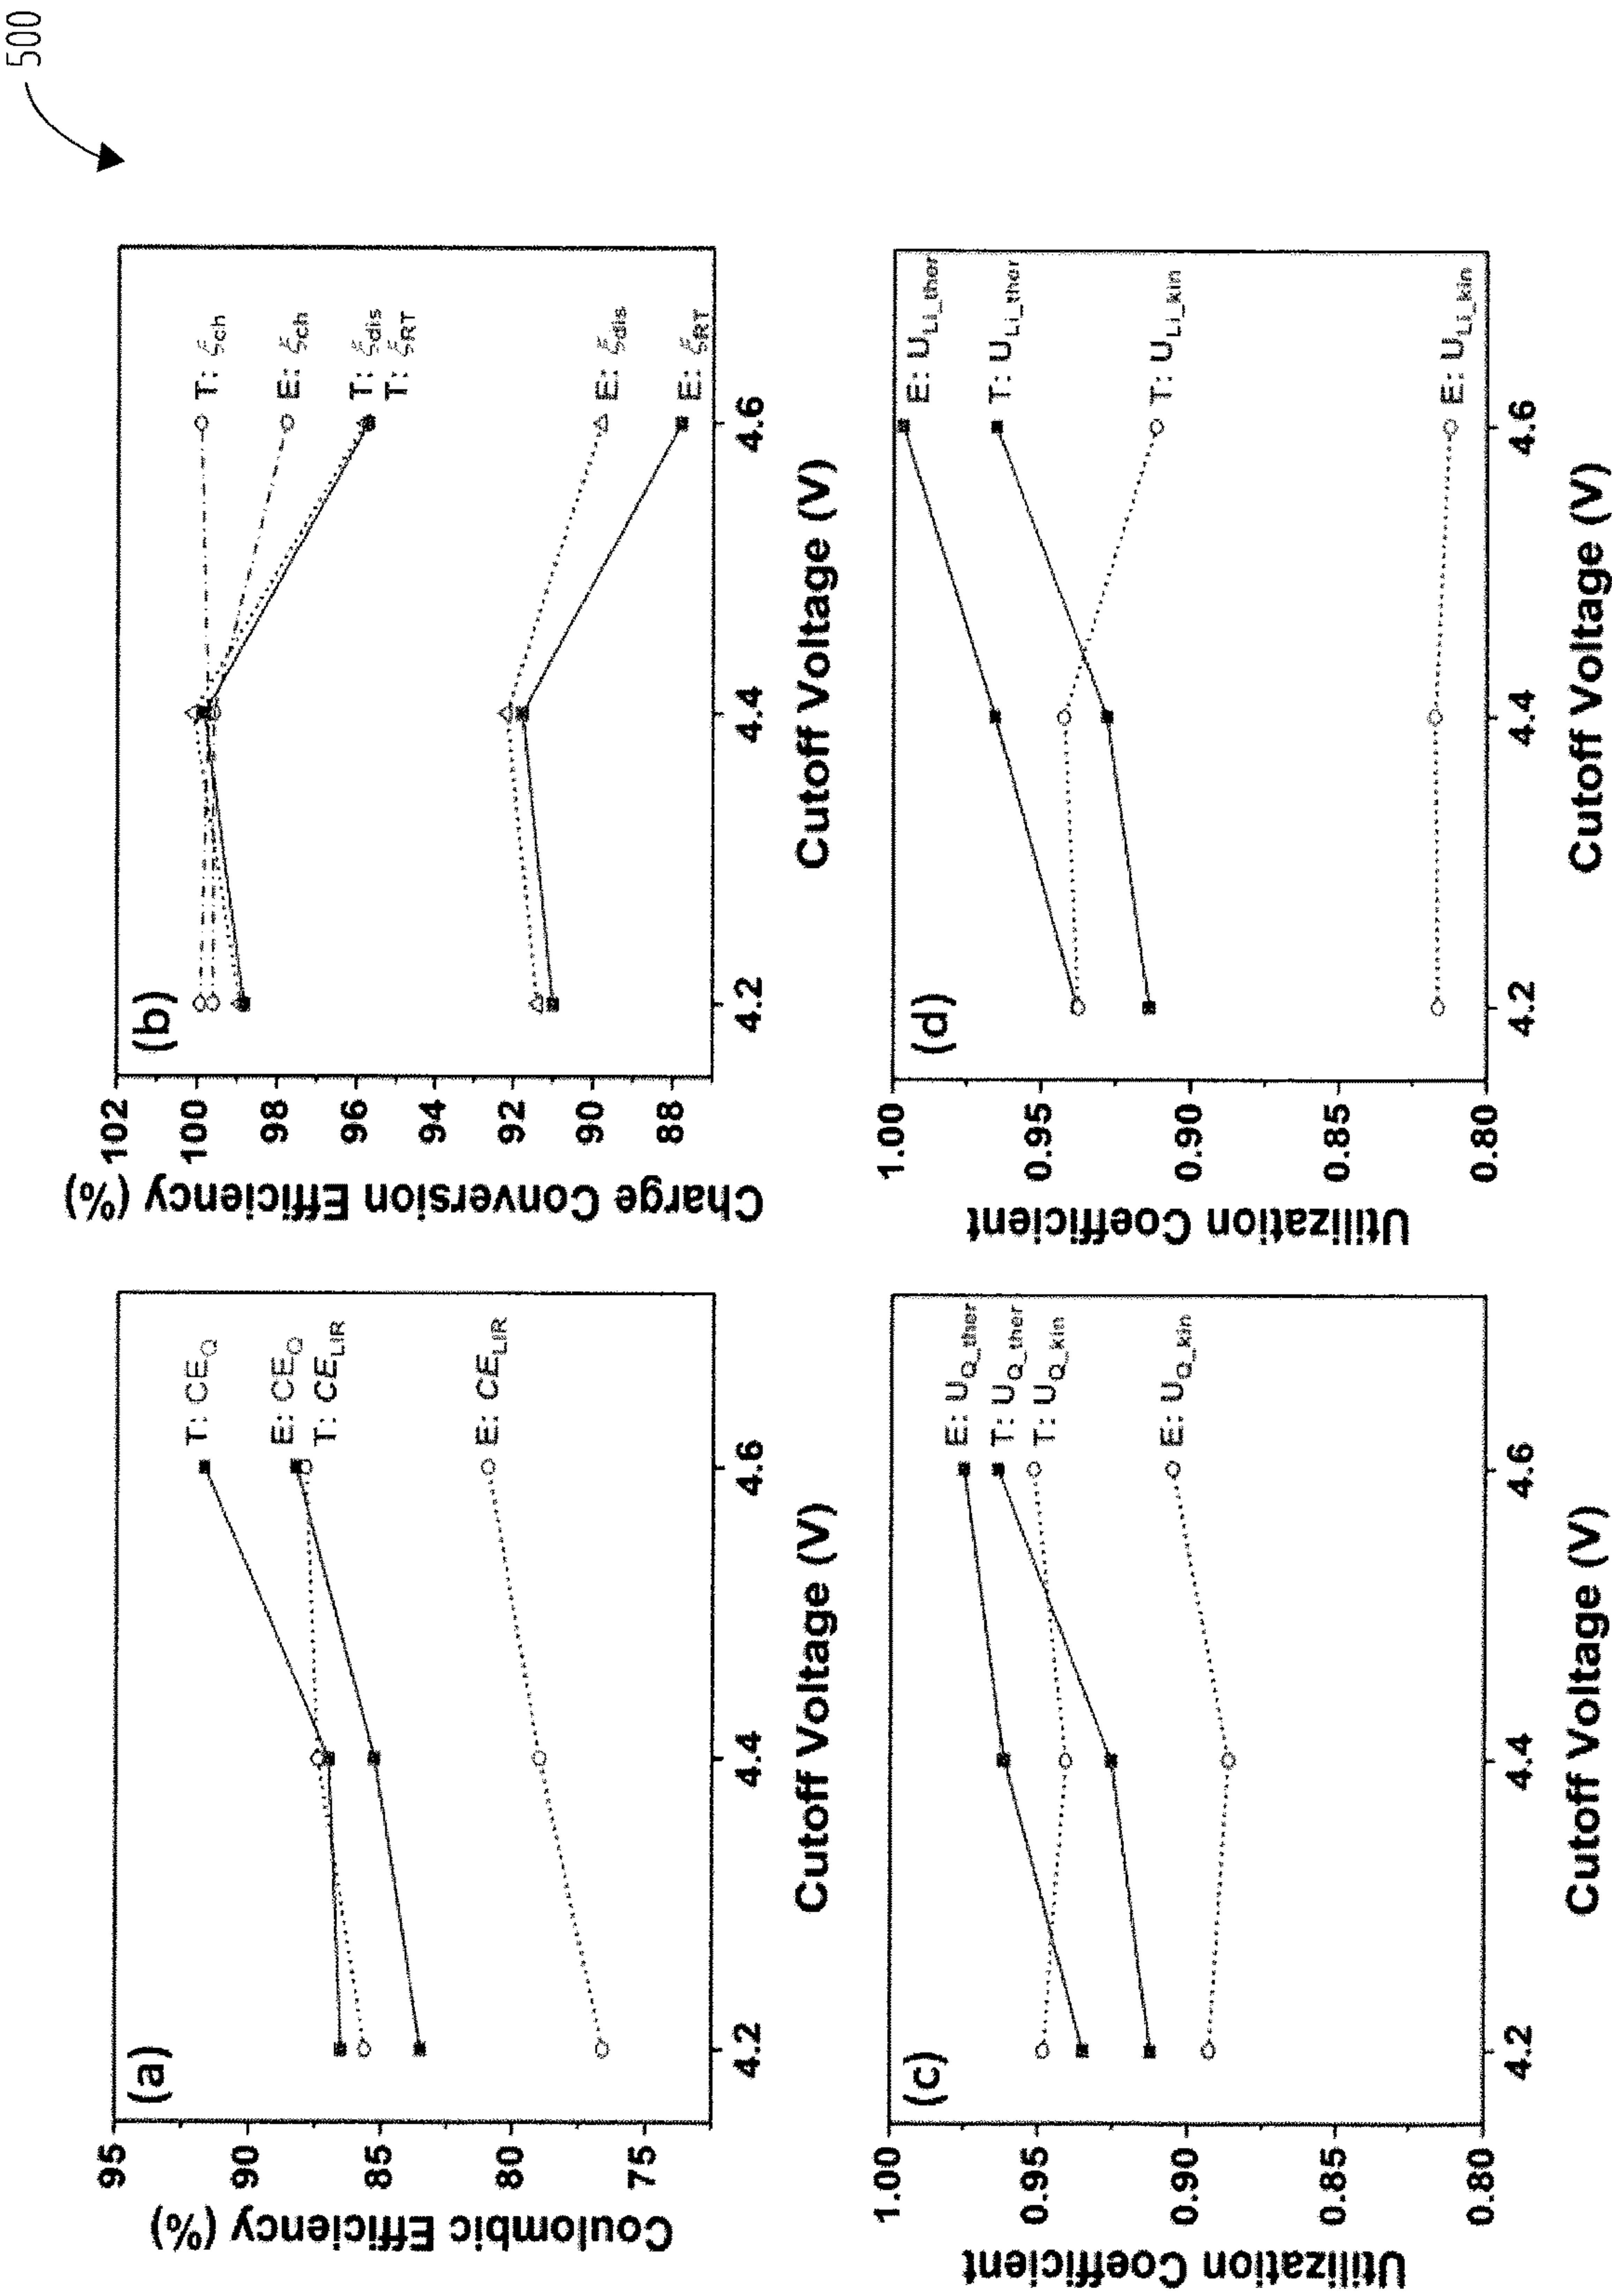 500
(a)
Coulombic Efficiency (%)
95
90
85
80
75
T: CE_Q
E: CE_Q
T: CE_LIR
E: CE_LIR
4.2 4.4 4.6
Cutoff Voltage (V)
(b)
Charge Conversion Efficiency (%)
102
100
98
96
94
92
90
88
T: ξ_ch
E: ξ_ch
T: ξ_dis
T: ξ_RT
E: ξ_dis
E: ξ_RT
4.2 4.4 4.6
Cutoff Voltage (V)
(c)
Utilization Coefficient
1.00
0.95
0.90
0.85
0.80
E: U_Q_ther
T: U_Q_ther
T: U_Q_kin
E: U_Q_kin
4.2 4.4 4.6
Cutoff Voltage (V)
(d)
Utilization Coefficient
1.00
0.95
0.90
0.85
0.80
E: U_Li_ther
T: U_Li_ther
T: U_Li_kin
E: U_Li_kin
4.2 4.4 4.6
Cutoff Voltage (V)